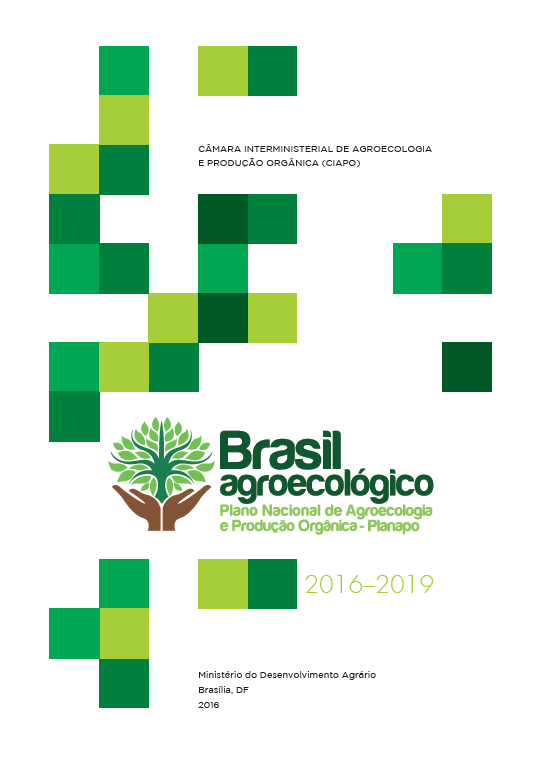 CÂMARA INTERMINISTERIAL DE AGROECOLOGIA
E PRODUÇÃO ORGÂNICA (CIAPO)
Brasil
agroecológico
Plano Nacional de Agroecologia
e Produção Orgânica - Planapo
2016–2019
Ministério do Desenvolvimento Agrário
Brasília, DF
2016